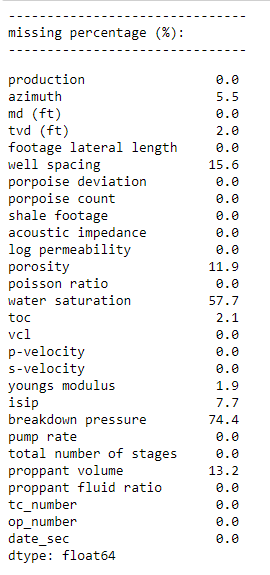 ------------------------------
missing percentage (%):
------------------------------
production 0.0
azimuth 5.5
md (ft) 0.0
tvd (ft) 2.0
footage lateral length 0.0
well spacing 15.6
porpoise deviation 0.0
porpoise count 0.0
shale footage 0.0
acoustic impedance 0.0
log permeability 0.0
porosity 11.9
poisson ratio 0.0
water saturation 57.7
toc 2.1
vcl 0.0
p-velocity 0.0
s-velocity 0.0
youngs modulus 1.9
isip 7.7
breakdown pressure 74.4
pump rate 0.0
total number of stages 0.0
proppant volume 13.2
proppant fluid ratio 0.0
tc_number 0.0
op_number 0.0
date_sec 0.0
dtype: float64